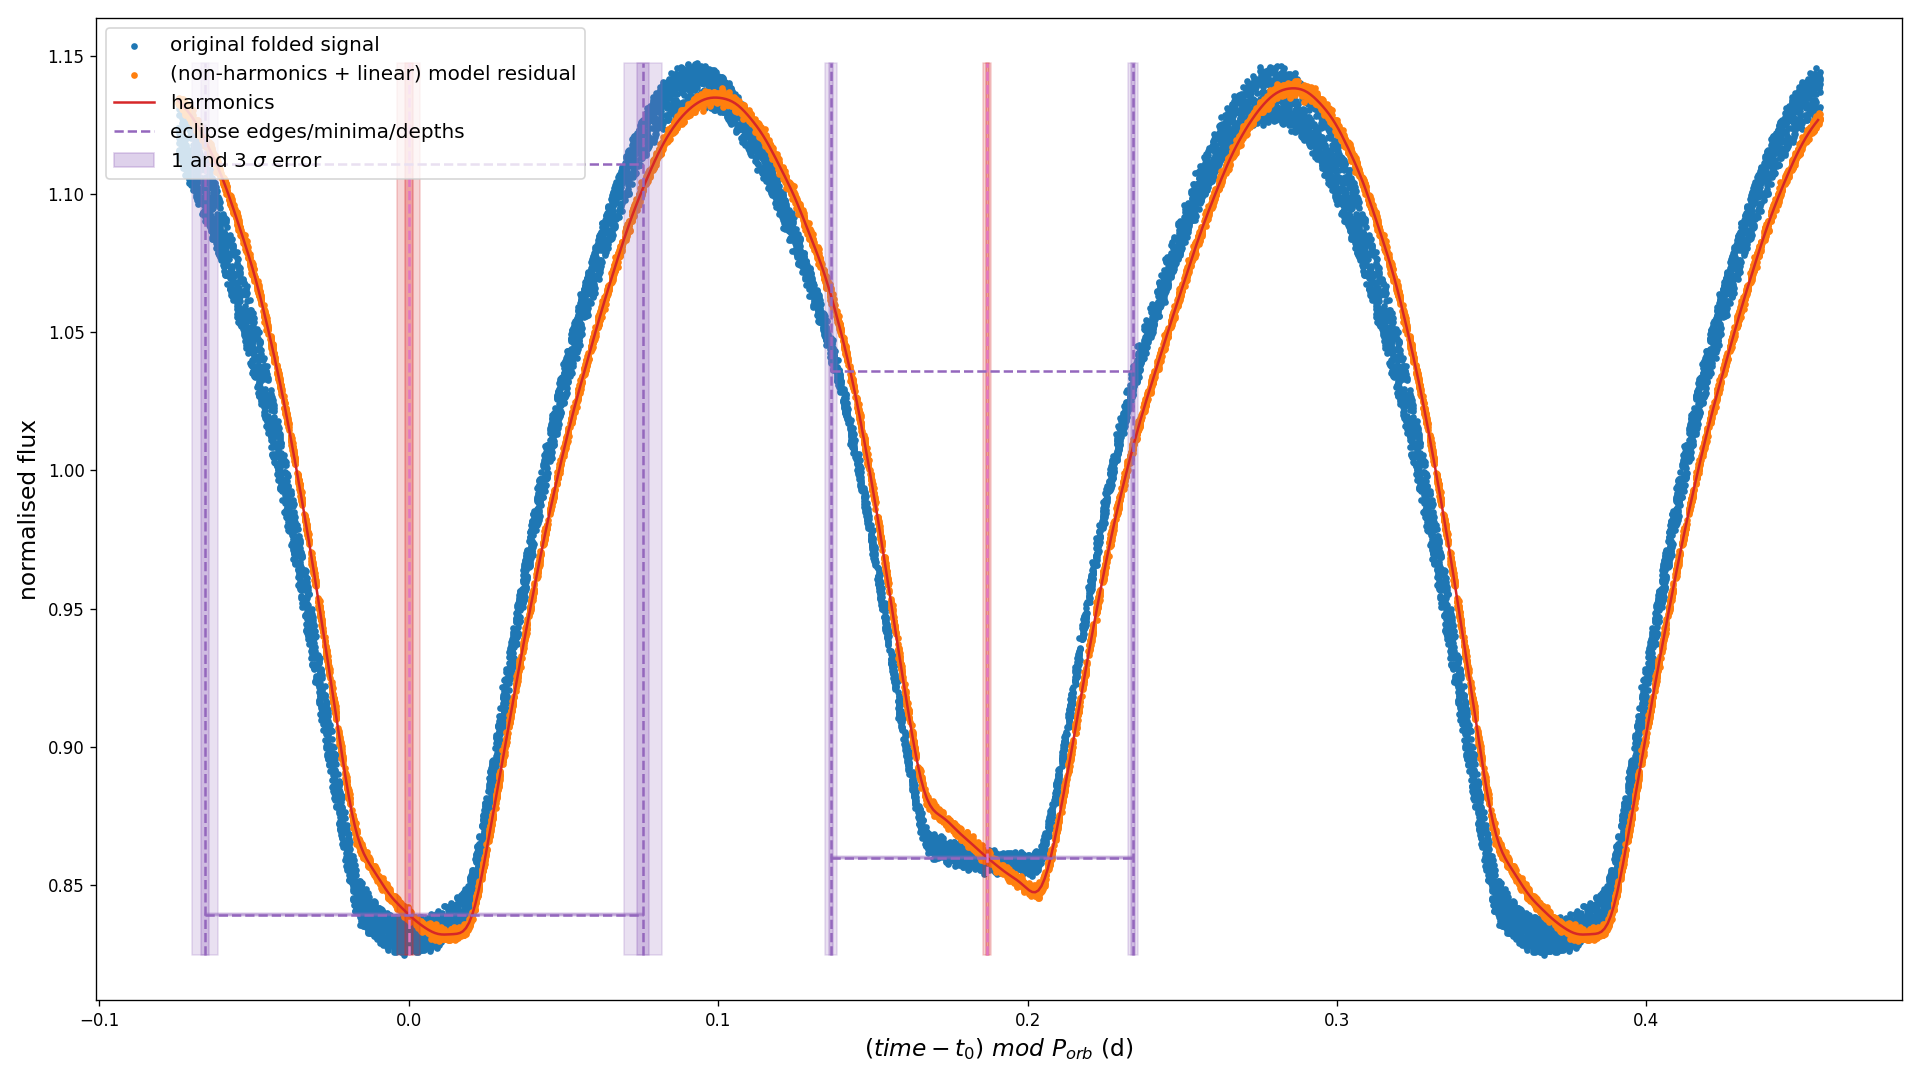 original folded signal
(non-harmonics + linear) model residual
harmonics
eclipse edges/minima/depths
1 and 3 σ error
normalised flux
1.15
1.10
1.05
1.00
0.95
0.90
0.85
−0.1
0.0
0.1
0.2
0.3
0.4
(time − t₀) mod P_orb (d)